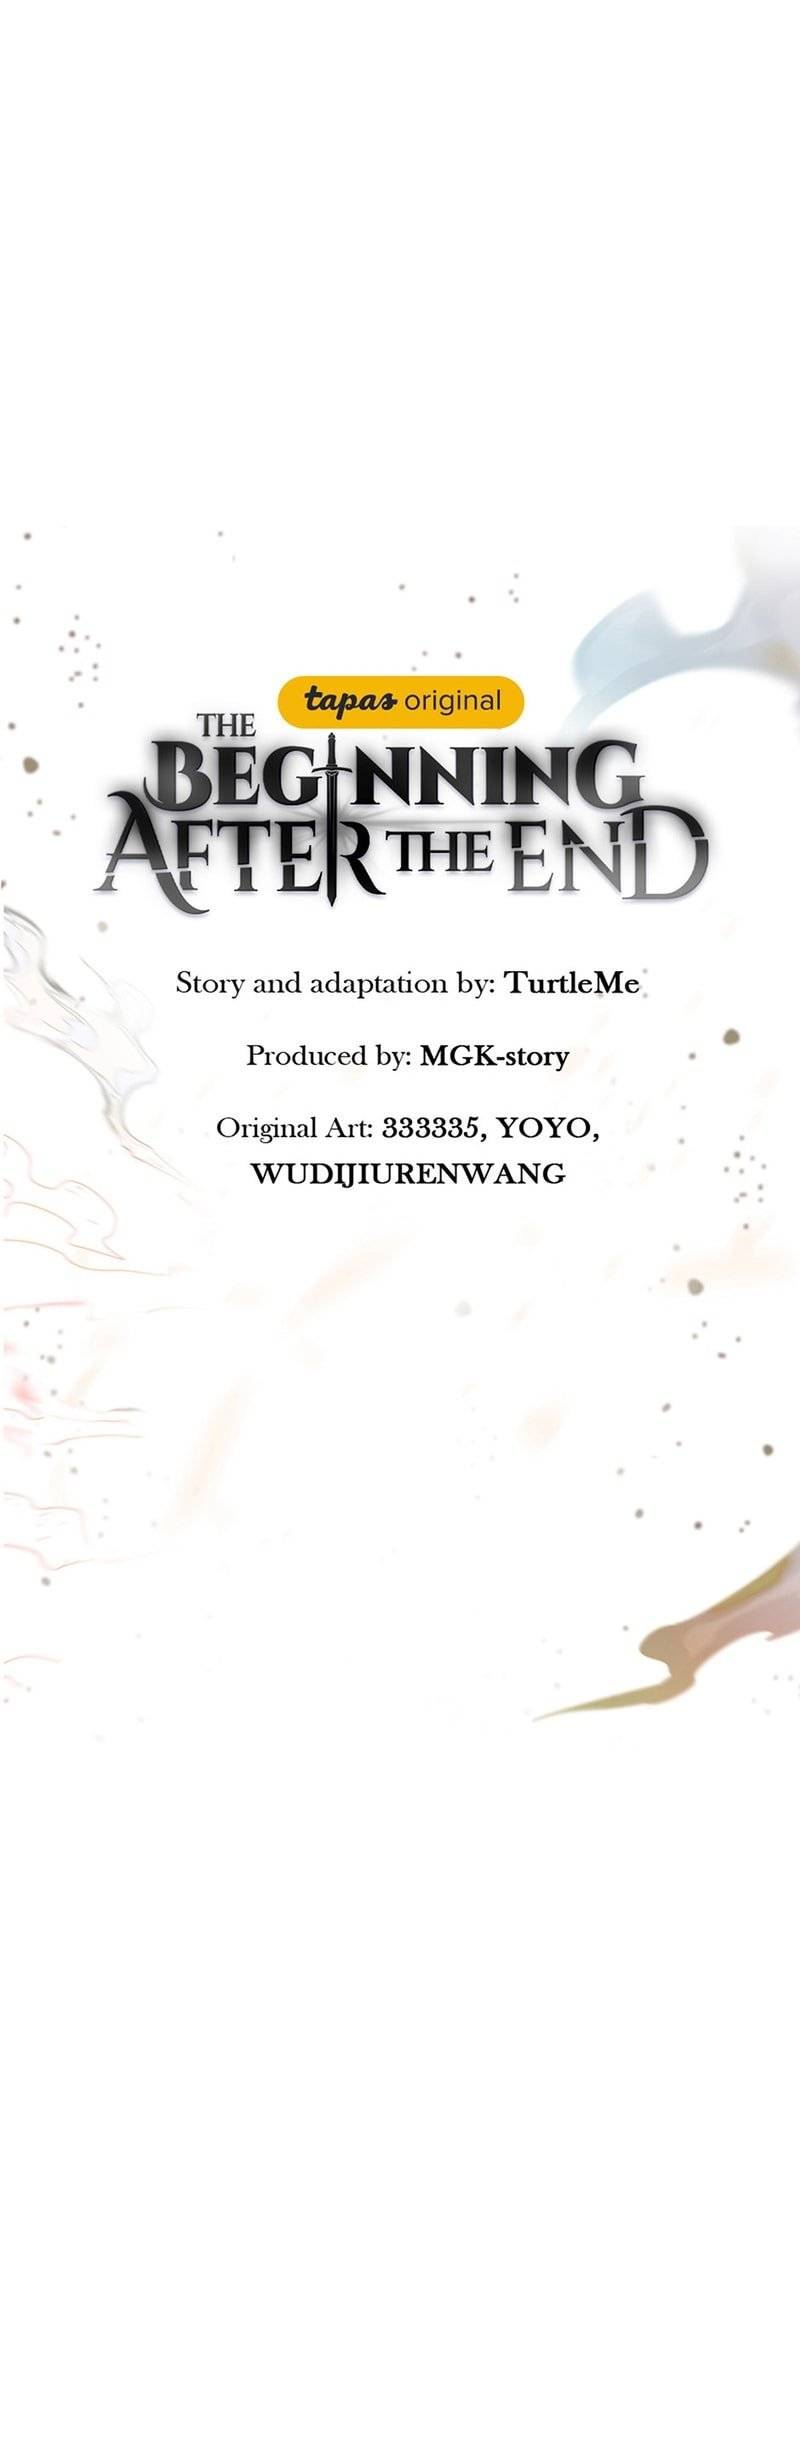 tapas original
THE
BEGINNING
AFTER THE END
Story and adaptation by: TurtleMe
Produced by: MGK-story
Original Art: 333335, YOYO,
WUDIJIURENWANG